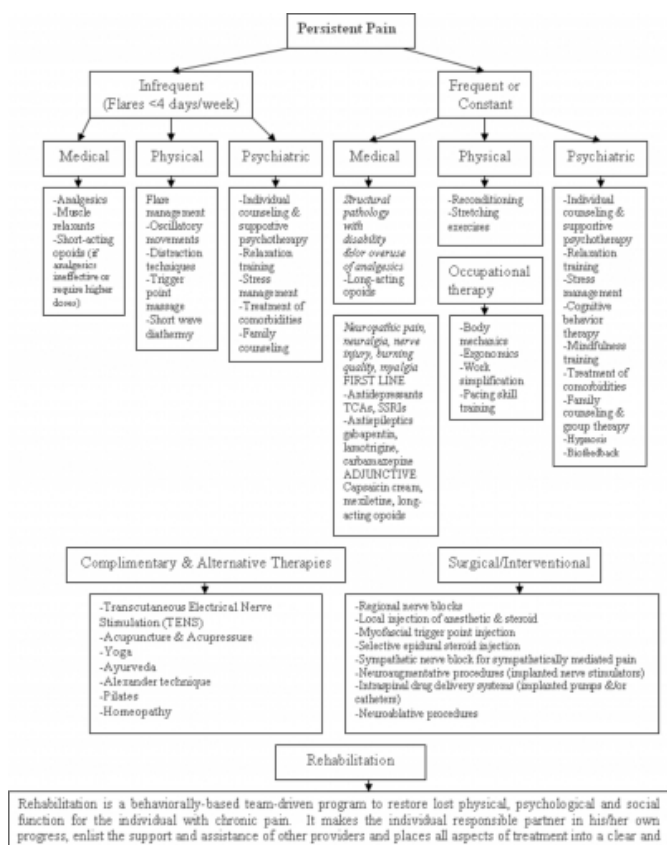 Persistent Pain
Infrequent
(Flares <4 days/week)
Frequent or
Constant
Medical
Physical
Psychiatric
Medical
Physical
Psychiatric
-Analgesics
-Muscle
relaxants
-Short-acting
opoids (if
analgesics
ineffective or
require higher
doses)
Flare
management
-Oscillatory
movements
-Distraction
techniques
-Trigger
point
massage
-Short wave
diathermy
-Individual
counseling &
supportive
psychotherapy
-Relaxation
training
-Stress
management
-Treatment of
comorbidities
-Family
counseling
Structural
pathology
with
disability
&/or overuse
of analgesics
-Long-acting
opioids
Neuropathic pain,
neuralgia, nerve
injury, burning
quality, myalgia
FIRST LINE
-Antidepressants
TCAs, SSRIs
-Antiepileptics
gabapentin,
lamotrigine,
carbamazepine
ADJUNCTIVE
Capsaicin cream,
mexiletine, long-
acting opoids
-Reconditioning
-Stretching
exercises
Occupational
therapy
-Body
mechanics
-Ergonomics
-Work
simplification
-Pacing skill
training
-Individual
counseling &
supportive
psychotherapy
-Relaxation
training
-Stress
management
-Cognitive
behavior
therapy
-Mindfulness
training
-Treatment of
comorbidities
-Family
counseling &
group therapy
-Hypnosis
-Biofeedback
Complimentary & Alternative Therapies
-Transcutaneous Electrical Nerve
Stimulation (TENS)
-Acupuncture & Acupressure
-Yoga
-Ayurveda
-Alexander technique
-Pilates
-Homeopathy
Surgical/Interventional
-Regional nerve blocks
-Local injection of anesthetic & steroid
-Myofascial trigger point injection
-Selective epidural steroid injection
-Sympathetic nerve block for sympathetically mediated pain
-Neuroaugmentative procedures (implanted nerve stimulators)
-Intraspinal drug delivery systems (implanted pumps &/or
catheters)
-Neuroablative procedures
Rehabilitation
Rehabilitation is a behaviorally-based team-driven program to restore lost physical, psychological and social
function for the individual with chronic pain. It makes the individual responsible partner in his/her own
progress, enlist the support and assistance of other providers and places all aspects of treatment into a clear and